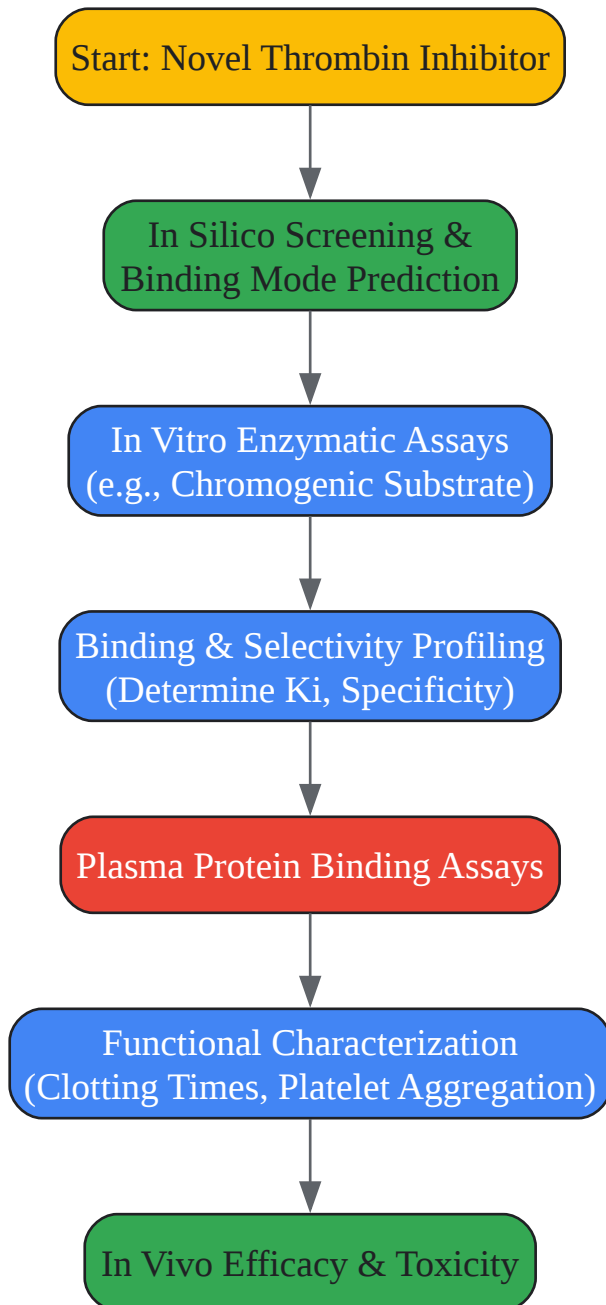 Start: Novel Thrombin Inhibitor
In Silico Screening &
Binding Mode Prediction
In Vitro Enzymatic Assays
(e.g., Chromogenic Substrate)
Binding & Selectivity Profiling
(Determine Ki, Specificity)
Plasma Protein Binding Assays
Functional Characterization
(Clotting Times, Platelet Aggregation)
In Vivo Efficacy & Toxicity